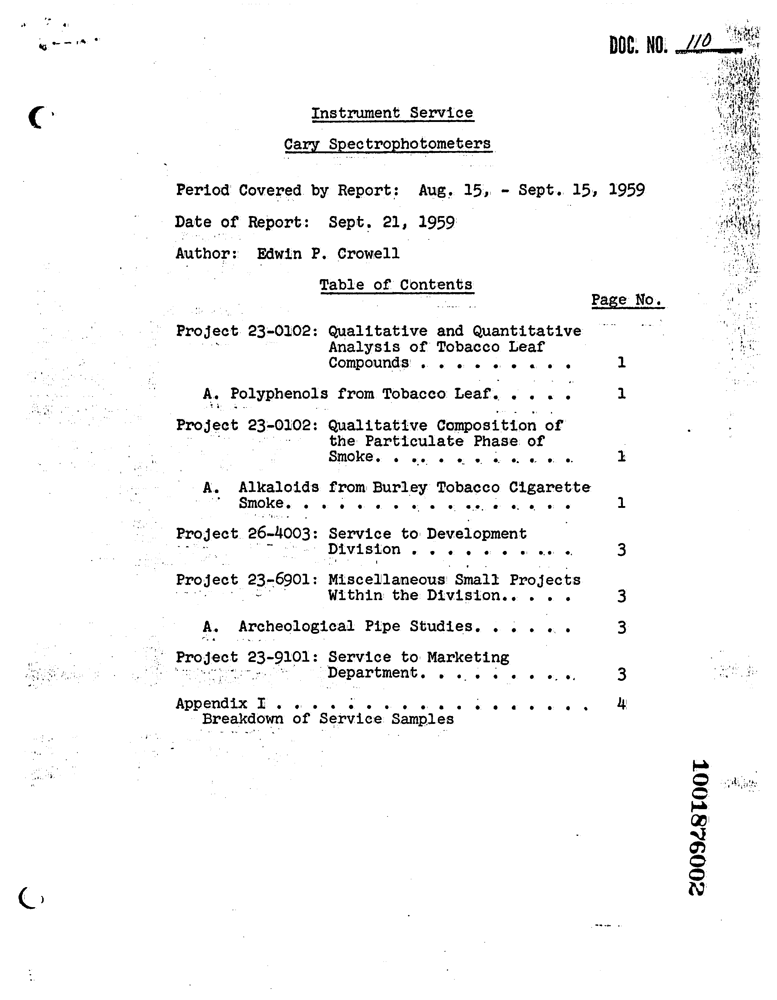 DOC. NO. 110
Instrument Service
Cary Spectrophotometers
Period Covered by Report: Aug. 15, - Sept. 15, 1959
Date of Report: Sept. 21, 1959
Author: Edwin P. Crowell
Table of Contents
Page No.
Project 23-0102: Qualitative and Quantitative
Analysis of Tobacco Leaf
Compounds . . . . . . . . . 1
A. Polyphenols from Tobacco Leaf. . . . . 1
Project 23-0102: Qualitative Composition of
the Particulate Phase of
Smoke. . . . . . . . . . . . 1
A. Alkaloids from Burley Tobacco Cigarette
Smoke. . . . . . . . . . . . . . . . . 1
Project 26-4003: Service to Development
Division . . . . . . . . . . . 3
Project 23-6901: Miscellaneous Small Projects
Within the Division.. . . . 3
A. Archeological Pipe Studies. . . . . . 3
Project 23-9101: Service to Marketing
Department. . . . . . . . . . 3
Appendix I . . . . . . . . . . . . . . . . . . . 4
Breakdown of Service Samples
1001876002